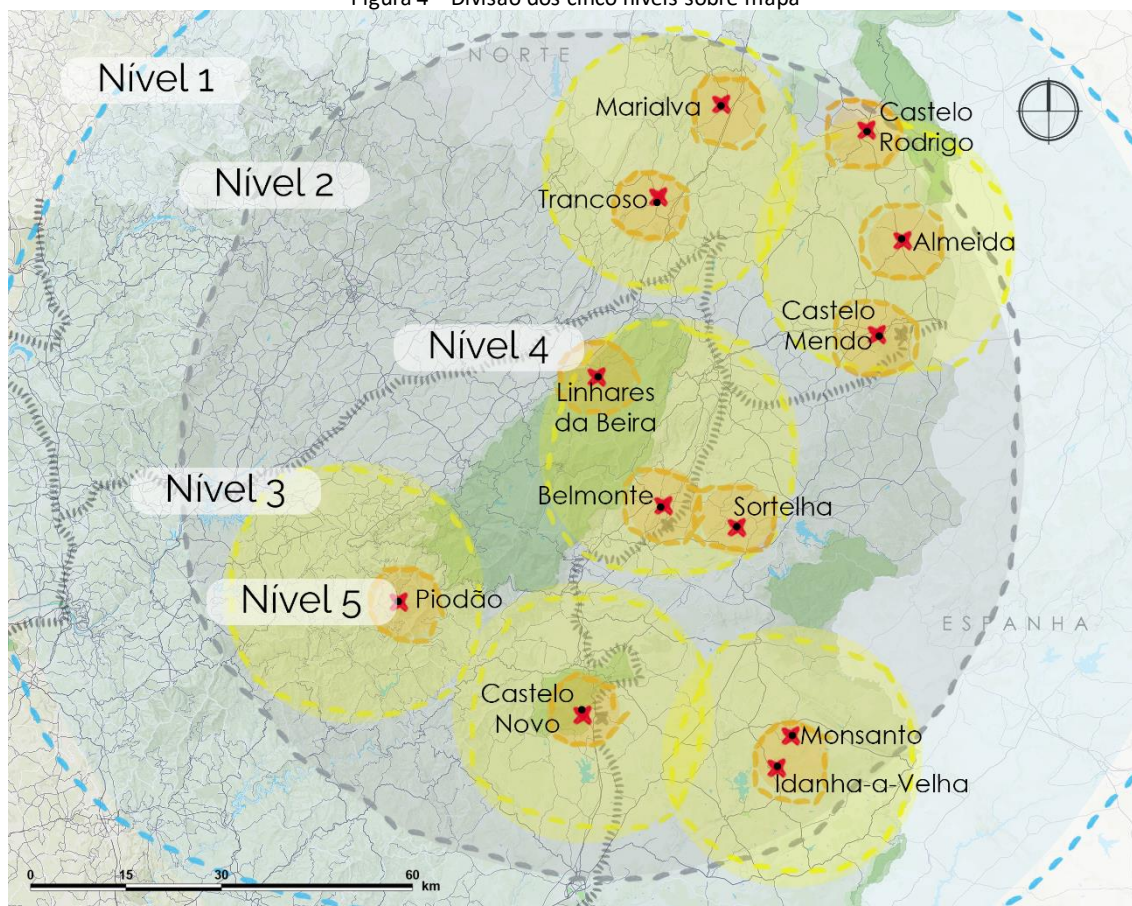 Figura 4 – Divisão dos cinco níveis sobre mapa
NORTE
Nível 1
Marialva
Castelo
Rodrigo
Nível 2
Trancoso
Almeida
Castelo
Mendo
Nível 4
Linhares
da Beira
Nível 3
Belmonte
Sortelha
Nível 5
Piodão
ESPANHA
Castelo
Novo
Monsanto
Idanha-a-Velha
0 15 30 60
km